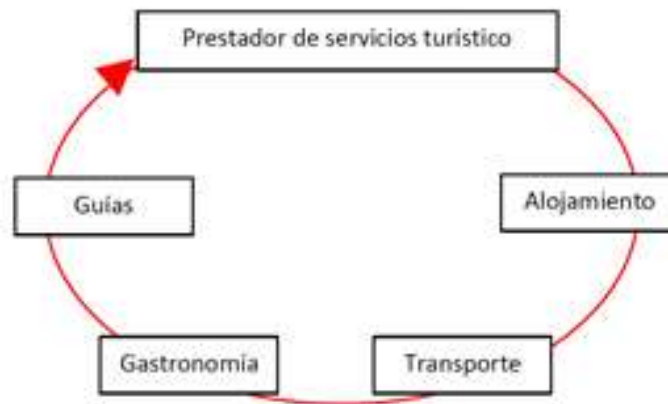 Prestador de servicios turístico
Guías
Alojamiento
Gastronomía
Transporte